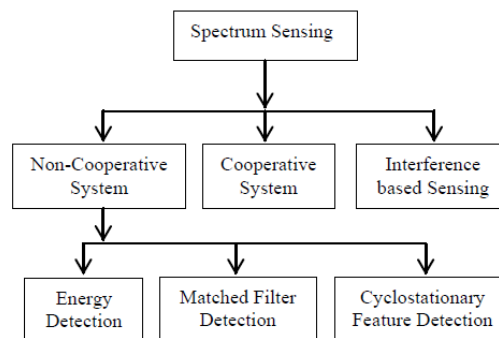 Spectrum Sensing
Non-Cooperative
System
Cooperative
System
Interference
based Sensing
Energy
Detection
Matched Filter
Detection
Cyclostationary
Feature Detection